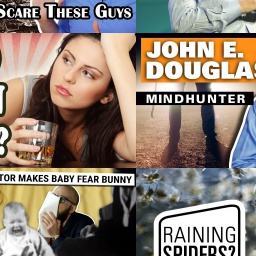 SCARE THESE GUYS
?
JOHN E.
DOUGLAS
MINDHUNTER
TOR MAKES BABY FEAR BUNNY
RAINING
SPIDERS?